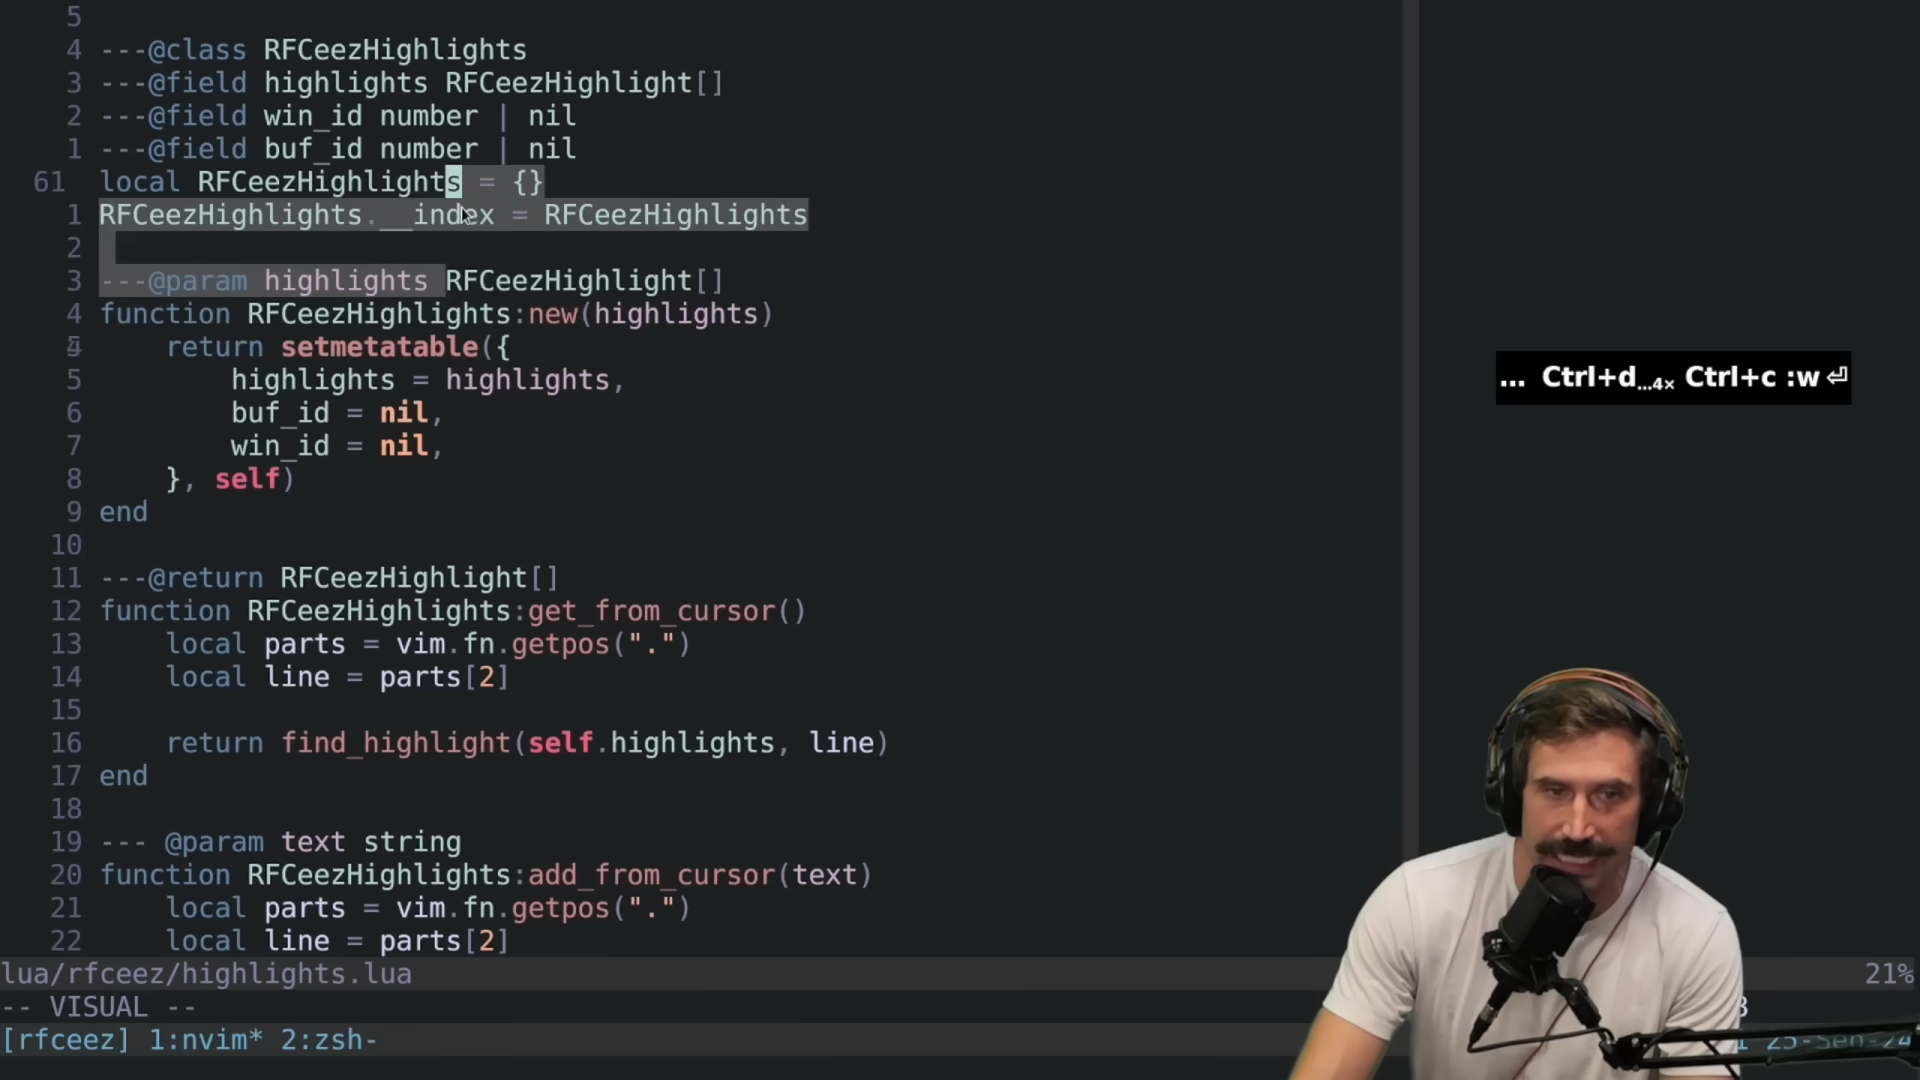 5
4 ---@class RFCeezHighlights
3 ---@field highlights RFCeezHighlight[]
2 ---@field win_id number | nil
1 ---@field buf_id number | nil
61 local RFCeezHighlights = {}
1 RFCeezHighlights.__index = RFCeezHighlights
2
3 ---@param highlights RFCeezHighlight[]
4 function RFCeezHighlights:new(highlights)
    return setmetatable({
5         highlights = highlights,
6         buf_id = nil,
7         win_id = nil,
8     }, self)
9 end
10
11 ---@return RFCeezHighlight[]
12 function RFCeezHighlights:get_from_cursor()
13     local parts = vim.fn.getpos(".")
14     local line = parts[2]
15
16     return find_highlight(self.highlights, line)
17 end
18
19 --- @param text string
20 function RFCeezHighlights:add_from_cursor(text)
21     local parts = vim.fn.getpos(".")
22     local line = parts[2]
... Ctrl+d…4× Ctrl+c :w ⏎
lua/rfceez/highlights.lua 21%
-- VISUAL --
[rfceez] 1:nvim* 2:zsh- 25-Sep-24